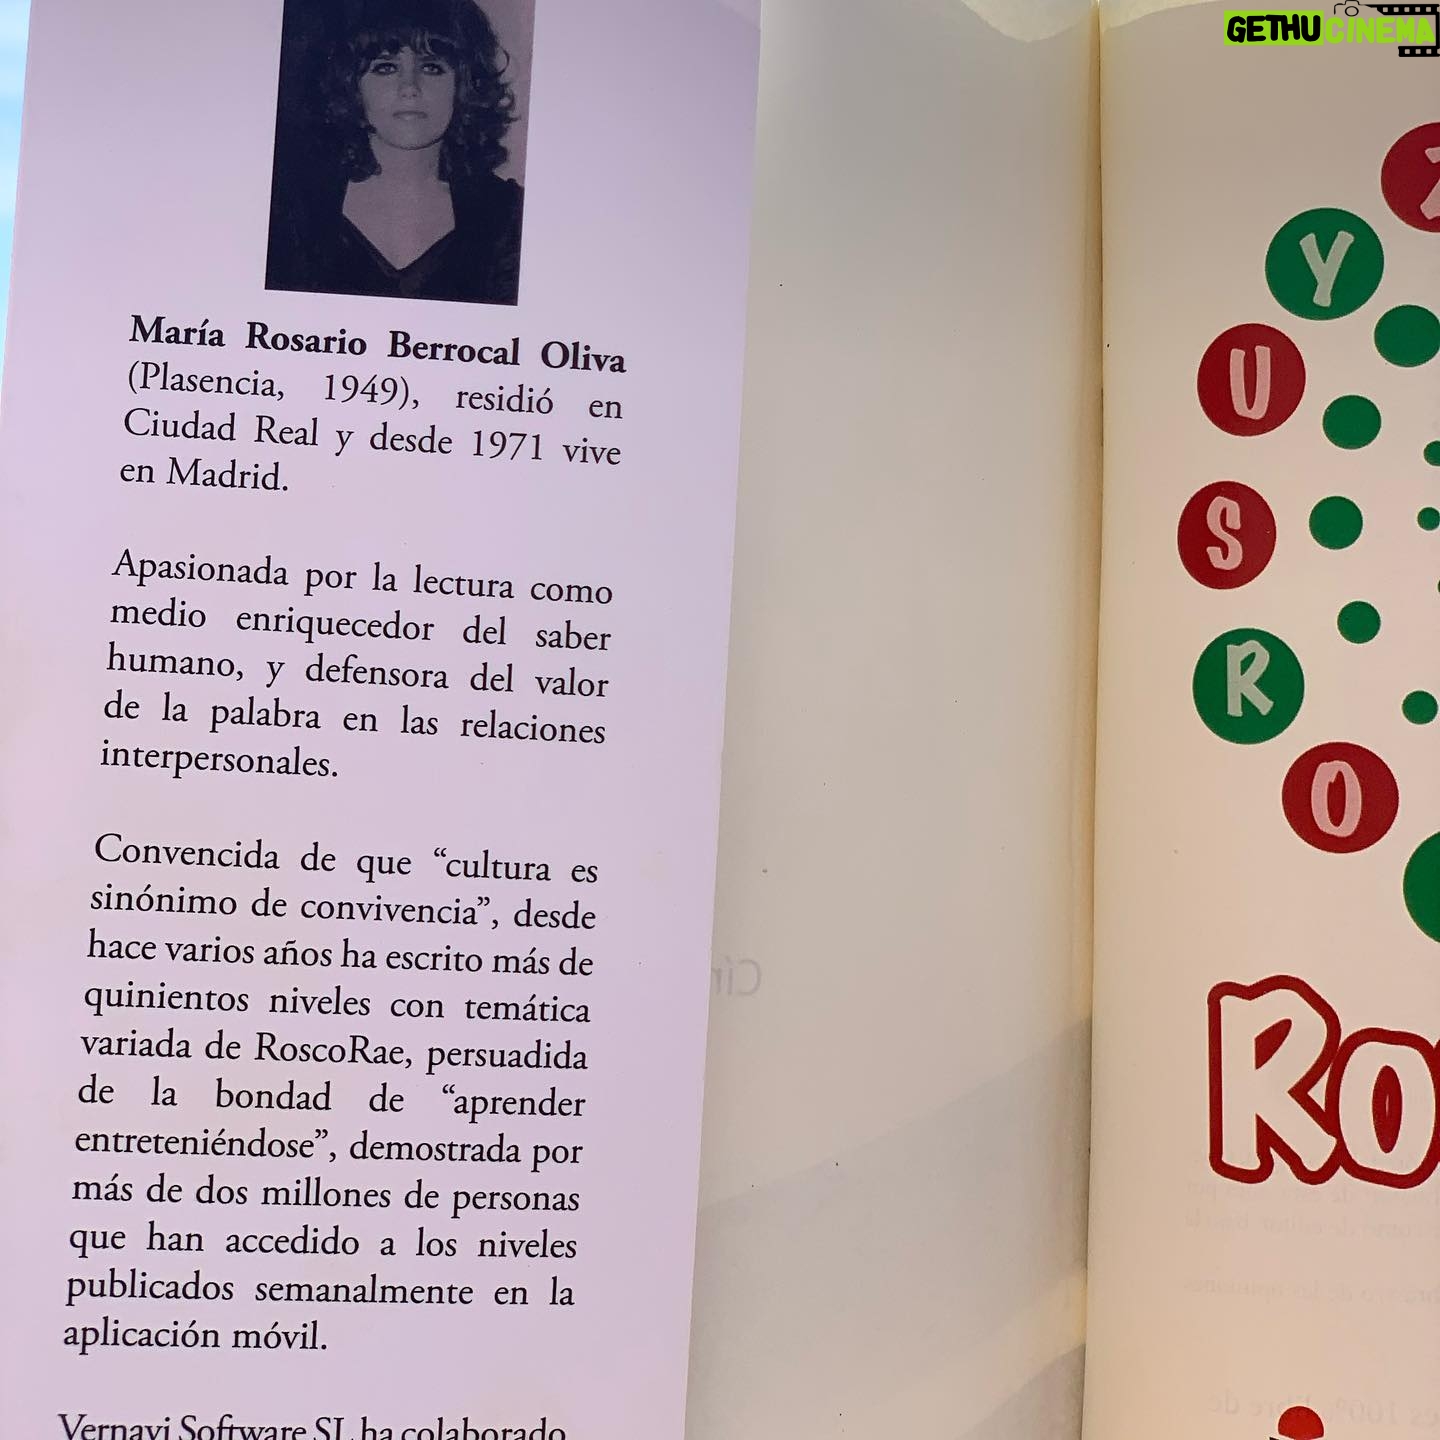 GETHU CINEMA
María Rosario Berrocal Oliva
(Plasencia, 1949), residió en
Ciudad Real y desde 1971 vive
en Madrid.
Apasionada por la lectura como
medio enriquecedor del saber
humano, y defensora del valor
de la palabra en las relaciones
interpersonales.
Convencida de que “cultura es
sinónimo de convivencia”, desde
hace varios años ha escrito más de
quinientos niveles con temática
variada de RoscoRae, persuadida
de la bondad de “aprender
entreteniéndose”, demostrada por
más de dos millones de personas
que han accedido a los niveles
publicados semanalmente en la
aplicación móvil.
Vernavi Software SL ha colaborado
Y
U
S
R
O
Ro